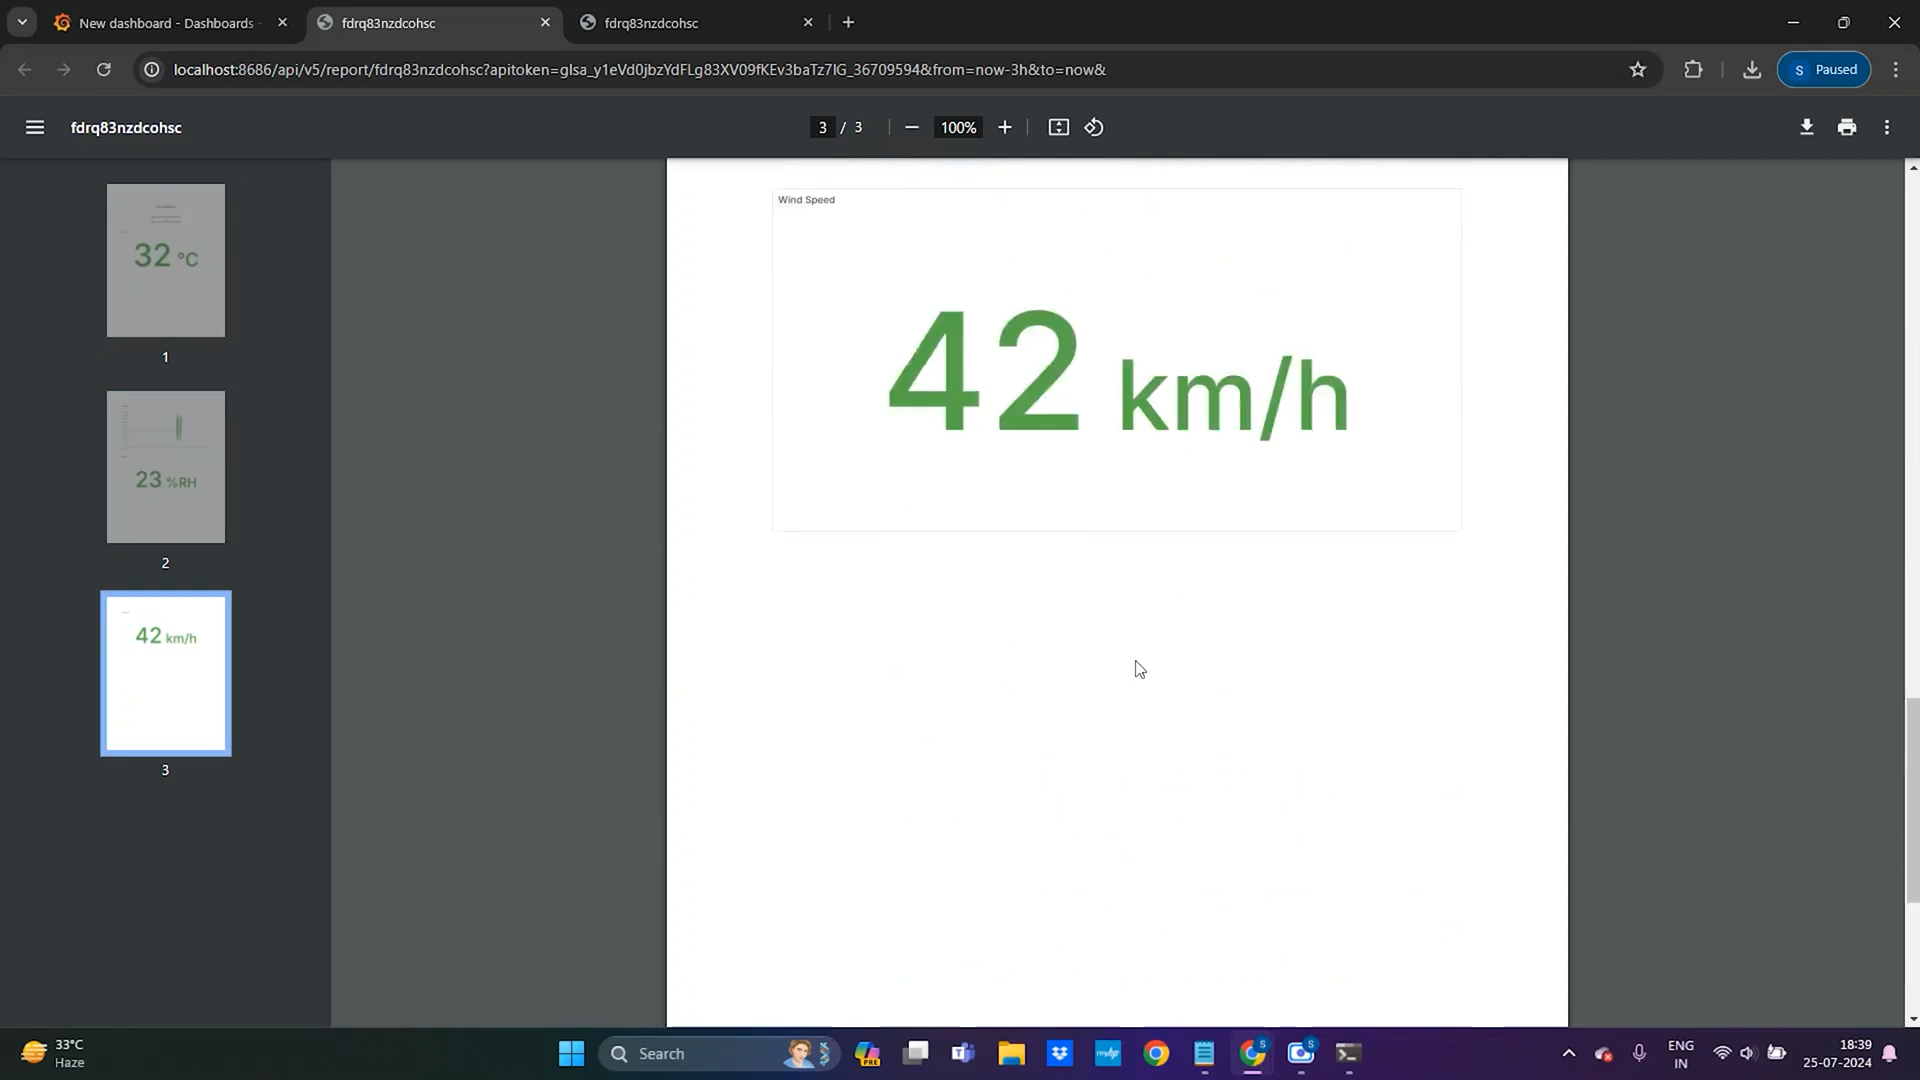 New dashboard - Dashboards
fdrq83nzdcohsc
fdrq83nzdcohsc
localhost:8686/api/v5/report/fdrq83nzdcohsc?apitoken=glsa_y1eVd0jbzYdFLg83XV09fKEv3baTz7lG_36709594&from=now-3h&to=now&
S Paused
fdrq83nzdcohsc
3 / 3
100%
32 °C
1
23 %RH
2
42 km/h
3
Wind Speed
42 km/h
33°C
Haze
Search
PRE
myhp
S
S
ENG
IN
18:39
25-07-2024